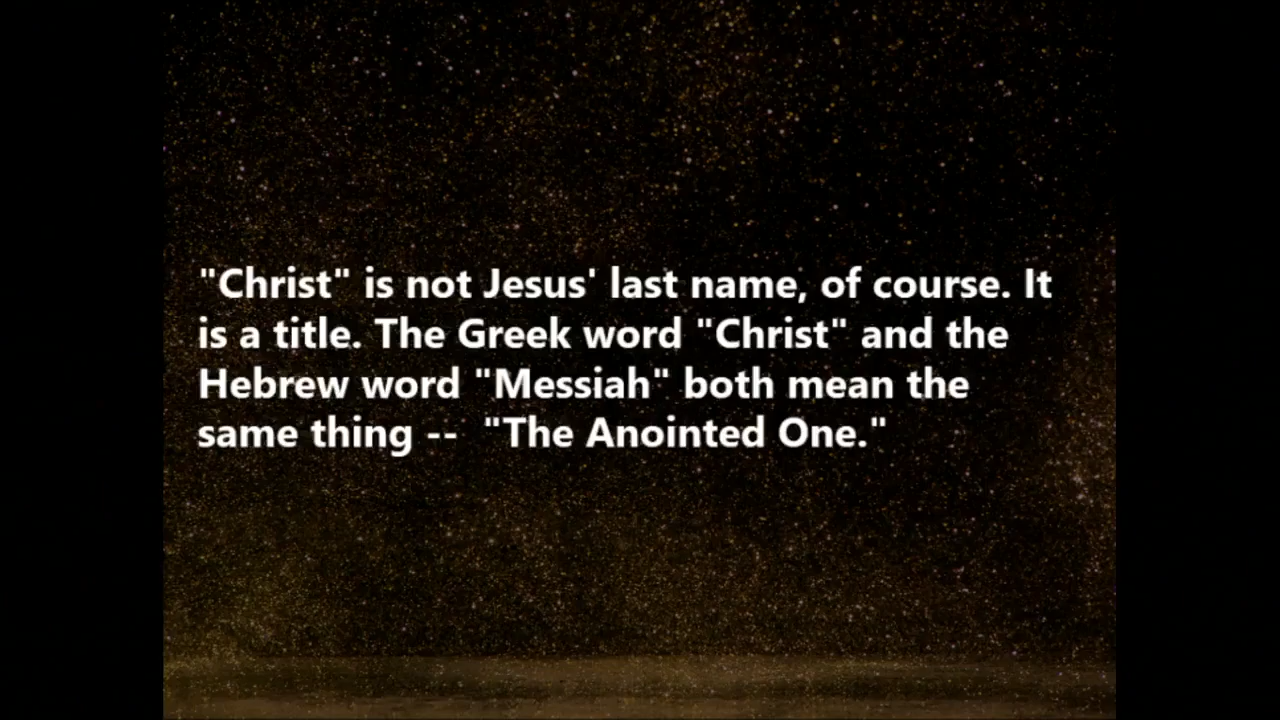 "Christ" is not Jesus' last name, of course. It
is a title. The Greek word "Christ" and the
Hebrew word "Messiah" both mean the
same thing --  "The Anointed One."